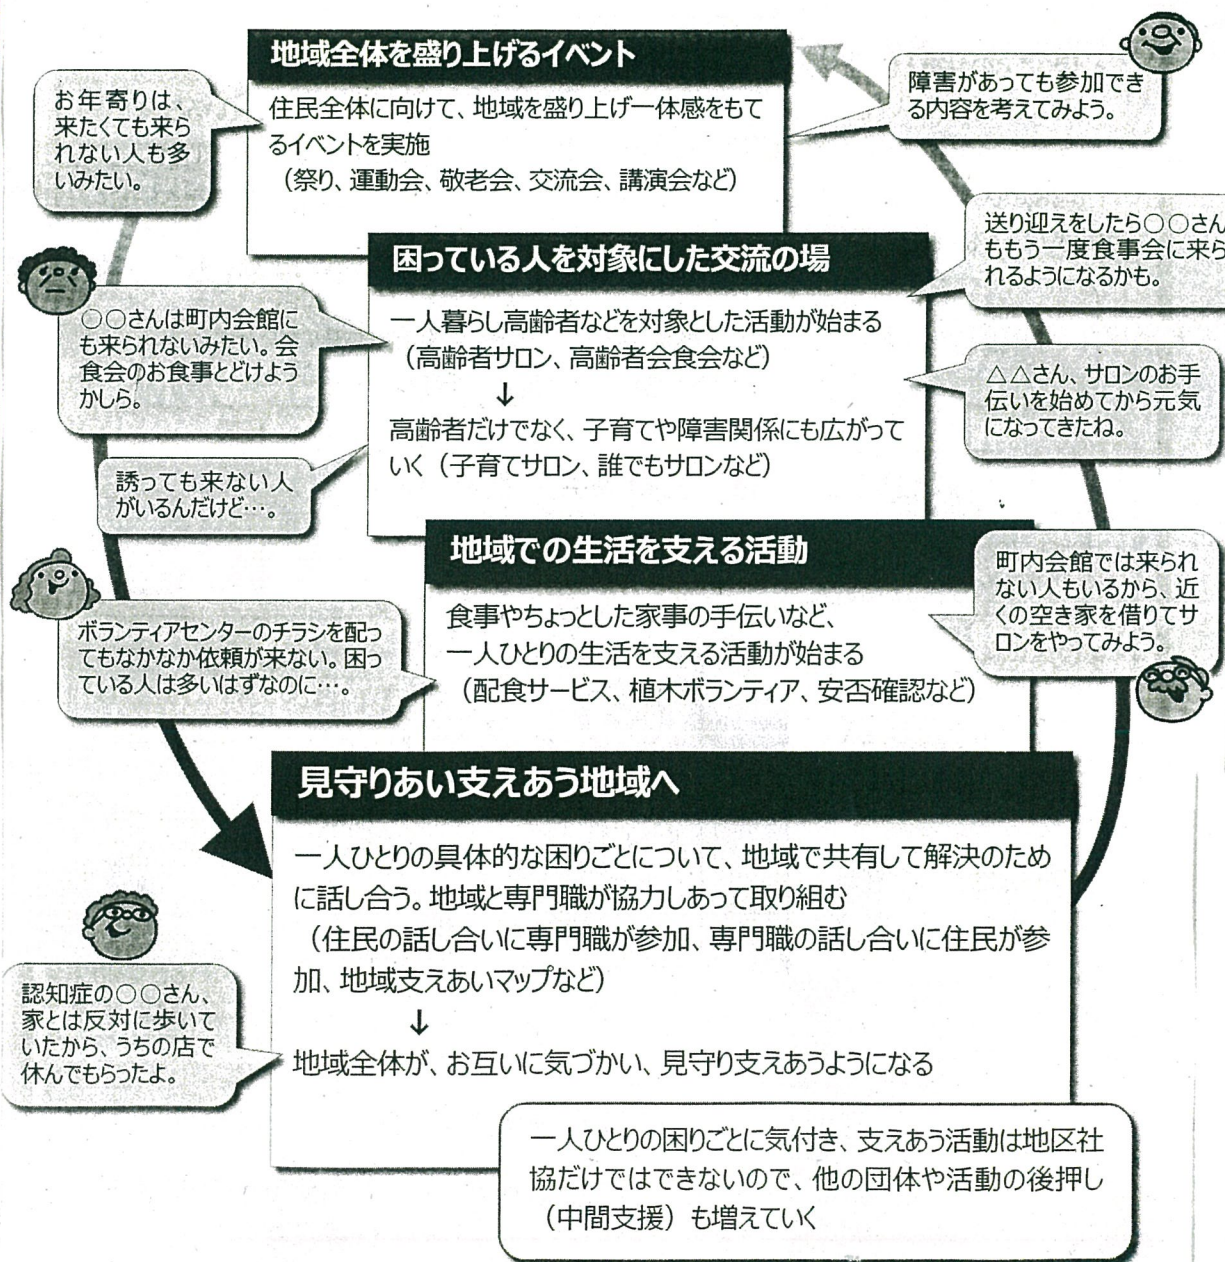 地域全体を盛り上げるイベント
住民全体に向けて、地域を盛り上げ一体感をもて
るイベントを実施
（祭り、運動会、敬老会、交流会、講演会など）
お年寄りは、
来たくても来ら
れない人も多
いみたい。
障害があっても参加でき
る内容を考えてみよう。
困っている人を対象にした交流の場
一人暮らし高齢者などを対象とした活動が始まる
（高齢者サロン、高齢者会食会など）
↓
高齢者だけでなく、子育てや障害関係にも広がって
いく（子育てサロン、誰でもサロンなど）
送り迎えをしたら○○さん
ももう一度食事会に来ら
れるようになるかも。
○○さんは町内会館に
も来られないみたい。会
食会のお食事とどけよう
かしら。
△△さん、サロンのお手
伝いを始めてから元気
になってきたね。
誘っても来ない人
がいるんだけど…。
地域での生活を支える活動
食事やちょっとした家事の手伝いなど、
一人ひとりの生活を支える活動が始まる
（配食サービス、植木ボランティア、安否確認など）
町内会館では来られ
ない人もいるから、近
くの空き家を借りてサ
ロンをやってみよう。
ボランティアセンターのチラシを配っ
てもなかなか依頼が来ない。困っ
ている人は多いはずなのに…。
見守りあい支えあう地域へ
一人ひとりの具体的な困りごとについて、地域で共有して解決のため
に話し合う。地域と専門職が協力しあって取り組む
（住民の話し合いに専門職が参加、専門職の話し合いに住民が参
加、地域支えあいマップなど）
↓
地域全体が、お互いに気づかい、見守り支えあうようになる
認知症の○○さん、
家とは反対に歩いて
いたから、うちの店で
休んでもらったよ。
一人ひとりの困りごとに気付き、支えあう活動は地区社
協だけではできないので、他の団体や活動の後押し
（中間支援）も増えていく